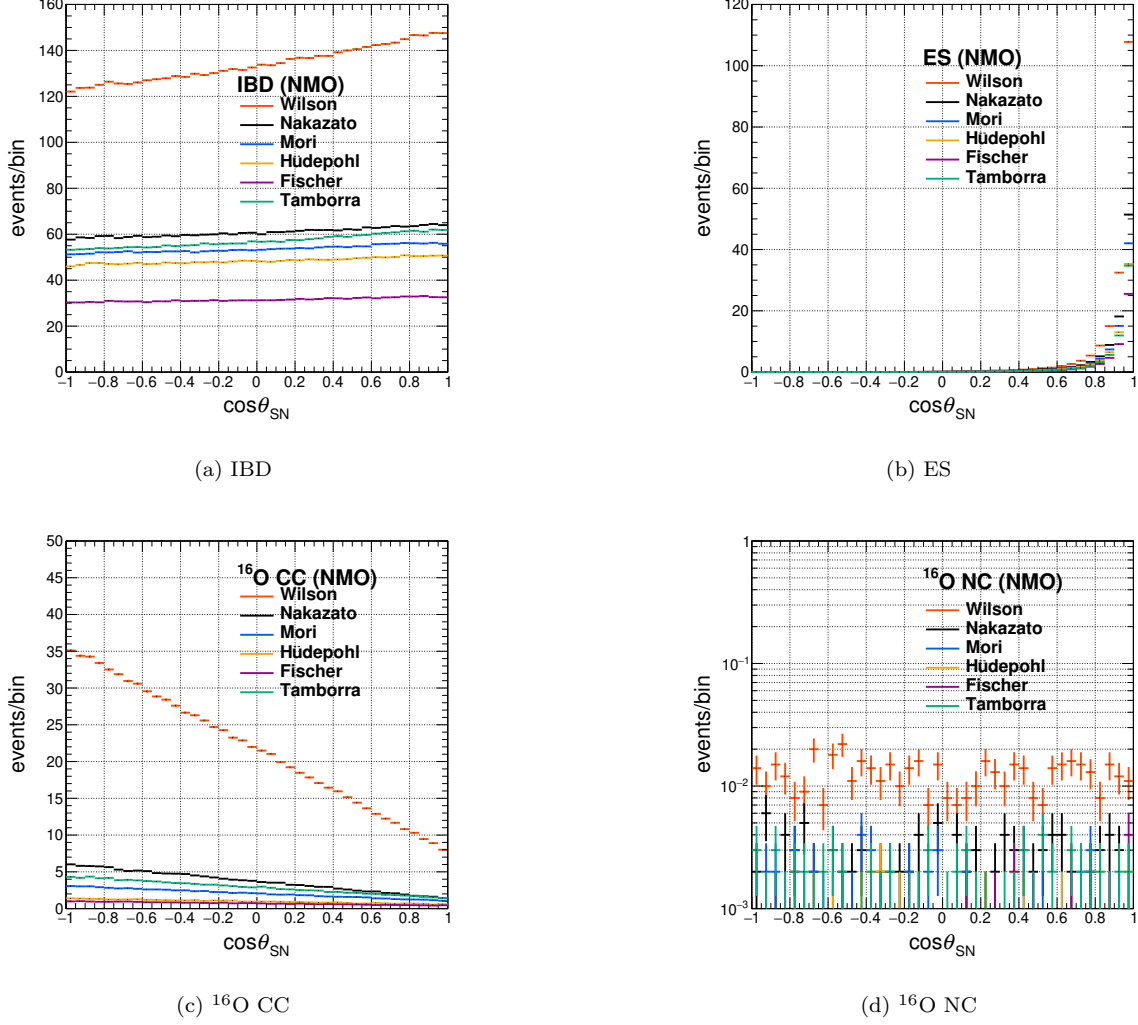 160
140
120
100
80
60
40
20
0
events/bin
IBD (NMO)
Wilson
Nakazato
Mori
Hüdepohl
Fischer
Tamborra
−1 −0.8 −0.6 −0.4 −0.2 0 0.2 0.4 0.6 0.8 1
cosθSN
(a) IBD
120
100
80
60
40
20
0
events/bin
ES (NMO)
Wilson
Nakazato
Mori
Hüdepohl
Fischer
Tamborra
−1 −0.8 −0.6 −0.4 −0.2 0 0.2 0.4 0.6 0.8 1
cosθSN
(b) ES
50
45
40
35
30
25
20
15
10
5
0
events/bin
¹⁶O CC (NMO)
Wilson
Nakazato
Mori
Hüdepohl
Fischer
Tamborra
−1 −0.8 −0.6 −0.4 −0.2 0 0.2 0.4 0.6 0.8 1
cosθSN
(c) ¹⁶O CC
1
10⁻¹
10⁻²
10⁻³
events/bin
¹⁶O NC (NMO)
Wilson
Nakazato
Mori
Hüdepohl
Fischer
Tamborra
−1 −0.8 −0.6 −0.4 −0.2 0 0.2 0.4 0.6 0.8 1
cosθSN
(d) ¹⁶O NC